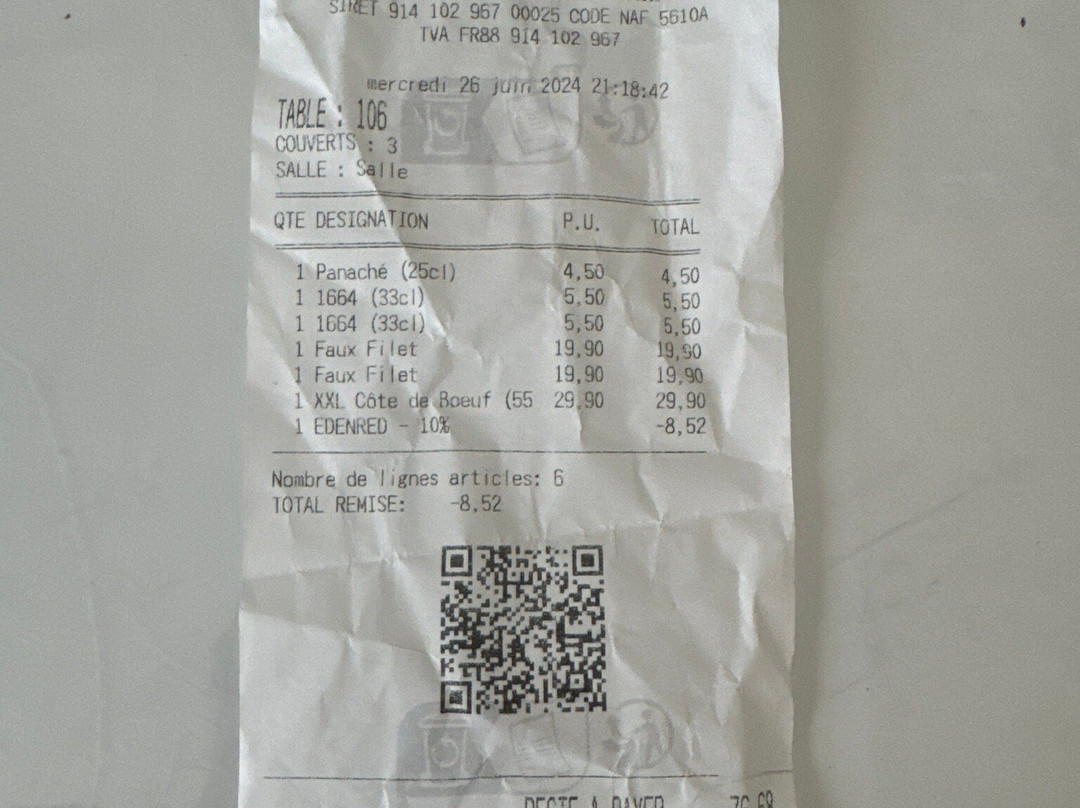 SIRET 914 102 967 00025 CODE NAF 5610A
TVA FR88 914 102 967
mercredi 26 juin 2024 21:18:42
TABLE : 106
COUVERTS : 3
SALLE : Salle
QTE DESIGNATION P.U. TOTAL
1 Panaché (25cl) 4,50 4,50
1 1664 (33cl) 5,50 5,50
1 1664 (33cl) 5,50 5,50
1 Faux Filet 19,90 19,90
1 Faux Filet 19,90 19,90
1 XXL Côte de Boeuf (55 29,90 29,90
1 EDENRED - 10% -8,52
Nombre de lignes articles: 6
TOTAL REMISE: -8,52
RESTE A PAYER 76,68